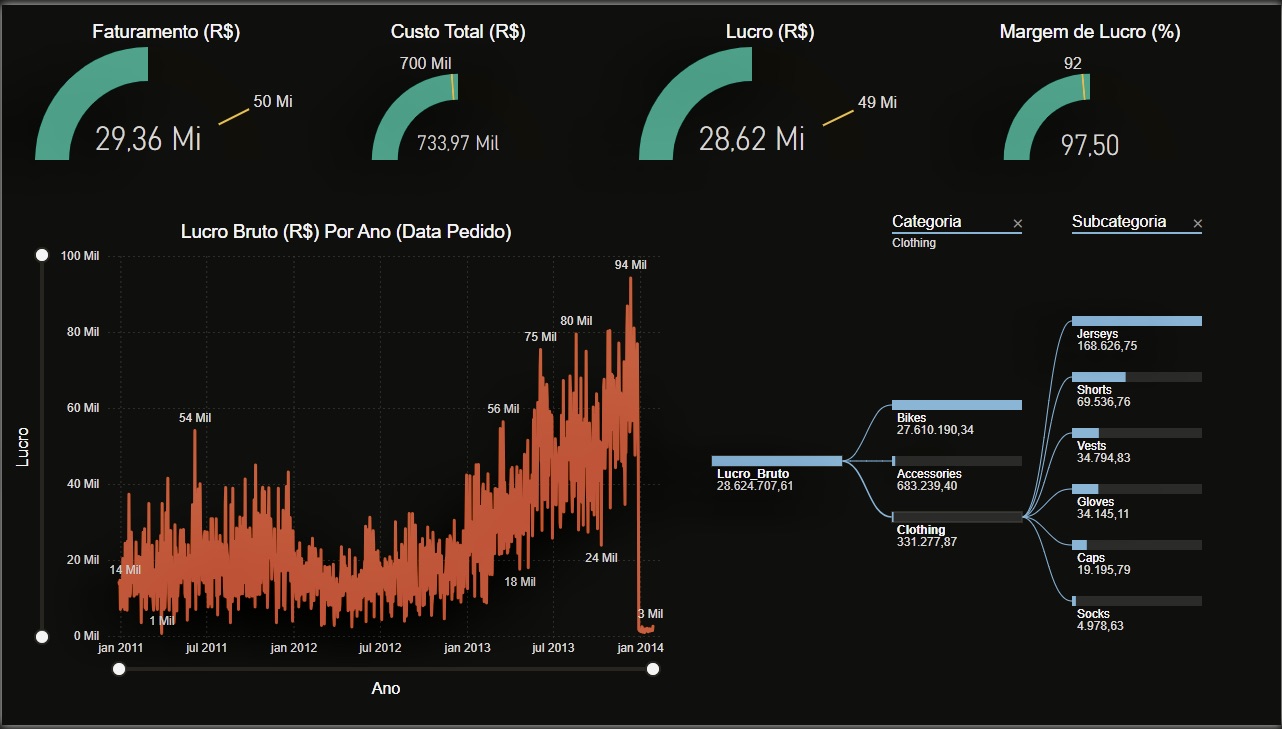 Faturamento (R$)
50 Mi
29,36 Mi
Custo Total (R$)
700 Mil
733,97 Mil
Lucro (R$)
49 Mi
28,62 Mi
Margem de Lucro (%)
92
97,50
Lucro Bruto (R$) Por Ano (Data Pedido)
100 Mil
80 Mil
60 Mil
40 Mil
20 Mil
0 Mil
Lucro
14 Mil
1 Mil
54 Mil
56 Mil
18 Mil
75 Mil
80 Mil
24 Mil
94 Mil
3 Mil
jan 2011
jul 2011
jan 2012
jul 2012
jan 2013
jul 2013
jan 2014
Ano
Categoria
Clothing
Subcategoria
Lucro_Bruto
28.624.707,61
Bikes
27.610.190,34
Accessories
683.239,40
Clothing
331.277,87
Jerseys
168.626,75
Shorts
69.536,76
Vests
34.794,83
Gloves
34.145,11
Caps
19.195,79
Socks
4.978,63